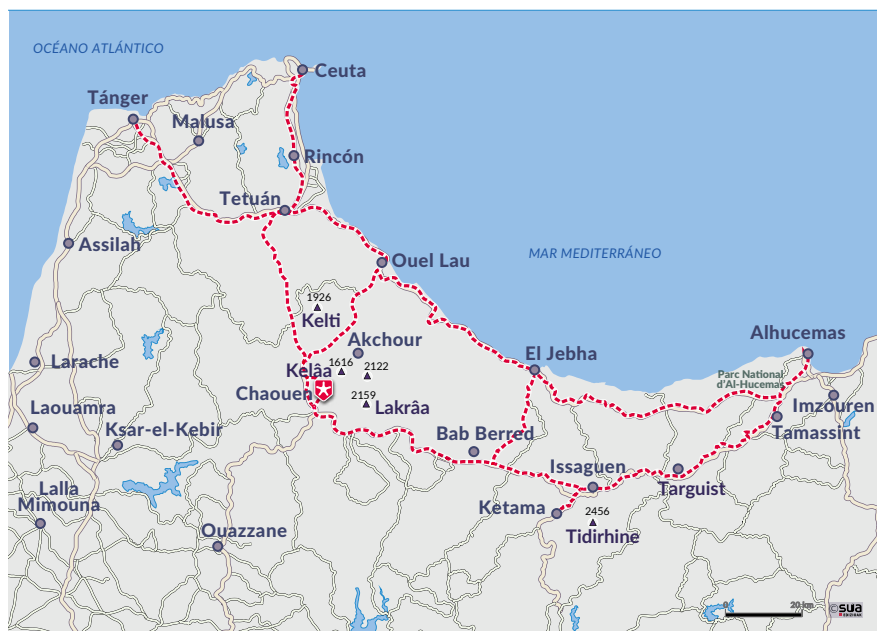 OCÉANO ATLÁNTICO
Ceuta
Tánger
Malusa
Rincón
Tetuán
Assilah
Ouel Lau
MAR MEDITERRÁNEO
1926
Kelti
Akchour
Alhucemas
Larache
Kelâa
1616
2122
El Jebha
Parc National
d'Al-Hucemas
Chaouen
2159
Lakrâa
Imzouren
Laouamra
Ksar-el-Kebir
Bab Berred
Tamassint
Issaguen
Targuist
Lalla
Mimouna
Ketama
2456
Tidirhine
Ouazzane
0
20 km
© sua